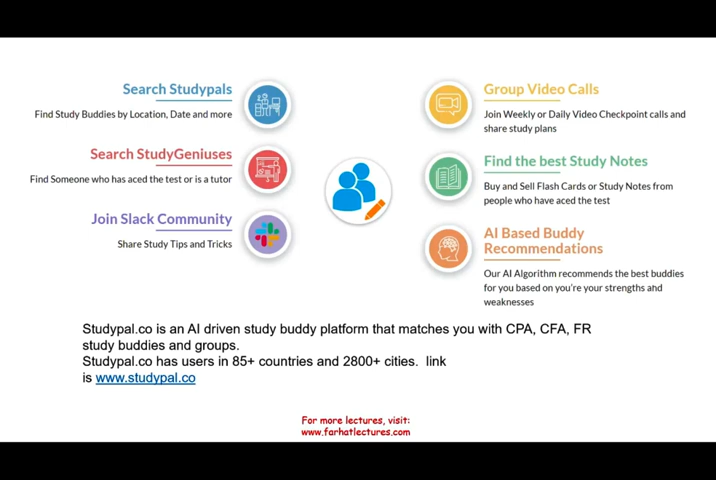 Search Studypals
Find Study Buddies by Location, Date and more
Search StudyGeniuses
Find Someone who has aced the test or is a tutor
Join Slack Community
Share Study Tips and Tricks
Group Video Calls
Join Weekly or Daily Video Checkpoint calls and
share study plans
Find the best Study Notes
Buy and Sell Flash Cards or Study Notes from
people who have aced the test
AI Based Buddy
Recommendations
Our AI Algorithm recommends the best buddies
for you based on you're your strengths and
weaknesses
Studypal.co is an AI driven study buddy platform that matches you with CPA, CFA, FR
study buddies and groups.
Studypal.co has users in 85+ countries and 2800+ cities.  link
is www.studypal.co
For more lectures, visit:
www.farhatlectures.com